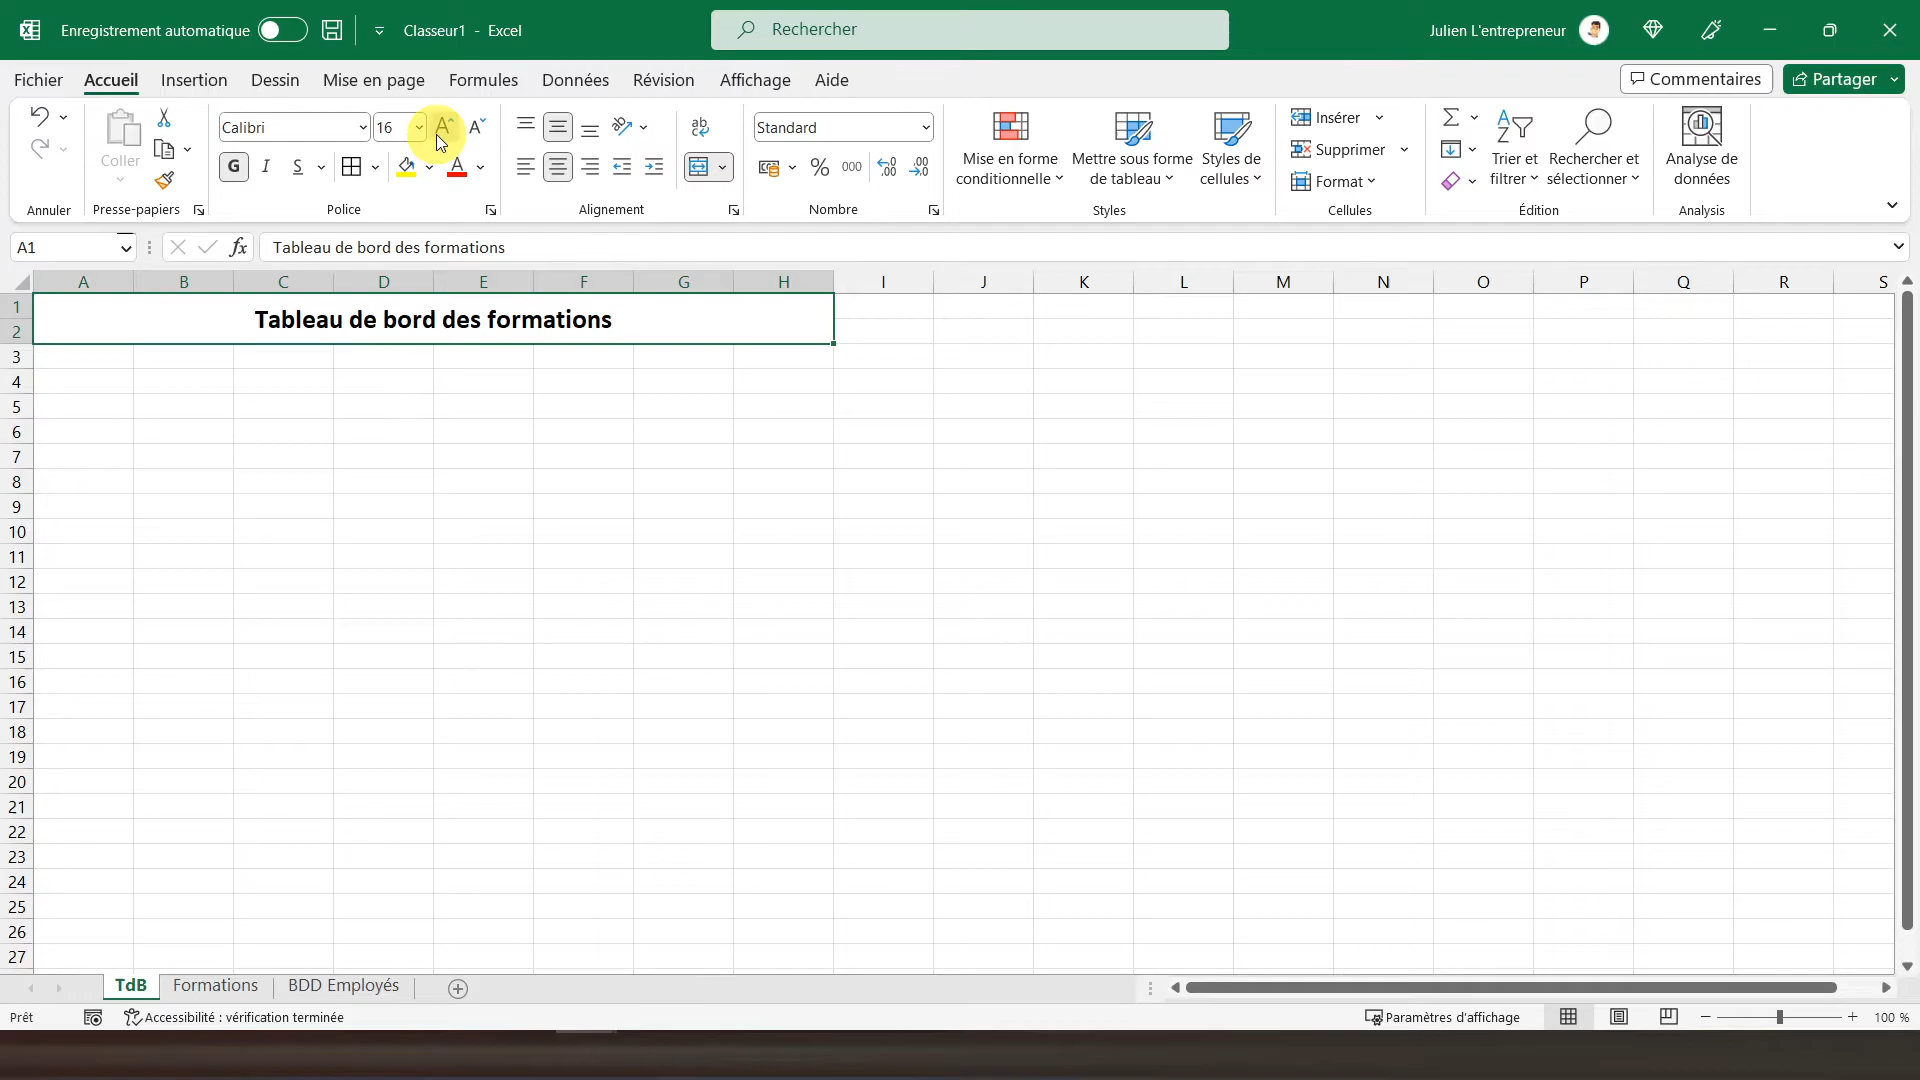 Enregistrement automatique
Classeur1 - Excel
Rechercher
Julien L'entrepreneur
Fichier Accueil Insertion Dessin Mise en page Formules Données Révision Affichage Aide
Commentaires
Partager
Coller
Calibri
16
G I S
Standard
% 000
Mise en forme conditionnelle
Mettre sous forme de tableau
Styles de cellules
Insérer
Supprimer
Format
Trier et filtrer
Rechercher et sélectionner
Analyse de données
Annuler Presse-papiers Police Alignement Nombre Styles Cellules Édition Analysis
A1
fx
Tableau de bord des formations
A B C D E F G H I J K L M N O P Q R S
1
Tableau de bord des formations
2
3
4
5
6
7
8
9
10
11
12
13
14
15
16
17
18
19
20
21
22
23
24
25
26
27
TdB Formations BDD Employés
Prêt
Accessibilité : vérification terminée
Paramètres d'affichage
100 %